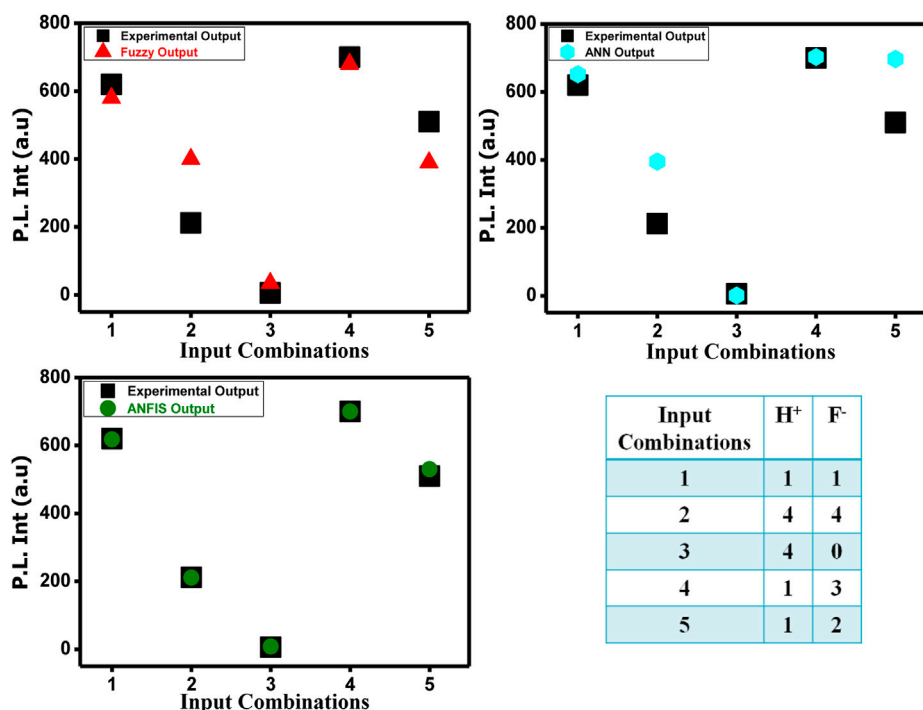 Experimental Output
Fuzzy Output
P.L. Int (a.u)
800
600
400
200
0
1 2 3 4 5
Input Combinations
Experimental Output
ANN Output
P.L. Int (a.u)
800
600
400
200
0
1 2 3 4 5
Input Combinations
Experimental Output
ANFIS Output
P.L. Int (a.u)
800
600
400
200
0
1 2 3 4 5
Input Combinations
Input Combinations H⁺ F⁻
1 1 1
2 4 4
3 4 0
4 1 3
5 1 2